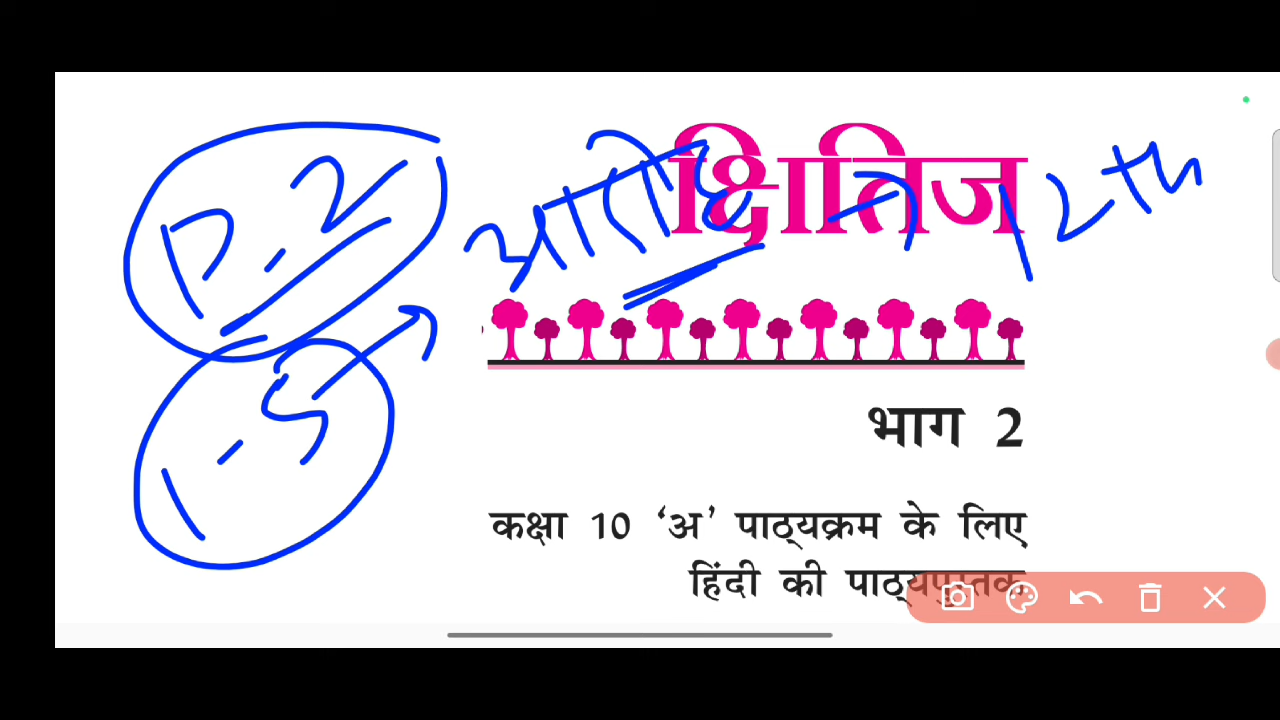 क्षितिज
P. 2
आरोह
12th
1 - 5
भाग 2
कक्षा 10 ‘अ’ पाठ्यक्रम के लिए
हिंदी की पाठ्यपुस्तक